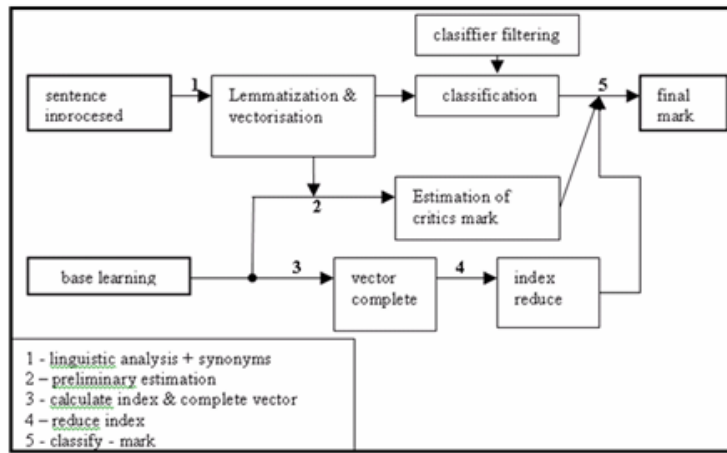 clasiffier filtering
1
5
sentence
inprocesed
Lemmatization &
vectorisation
classification
final
mark
2
Estimation of
critics mark
base learning
3
vector
complete
4
index
reduce
1 - linguistic analysis + synonyms
2 – preliminary estimation
3 - calculate index & complete vector
4 – reduce index
5 - classify - mark